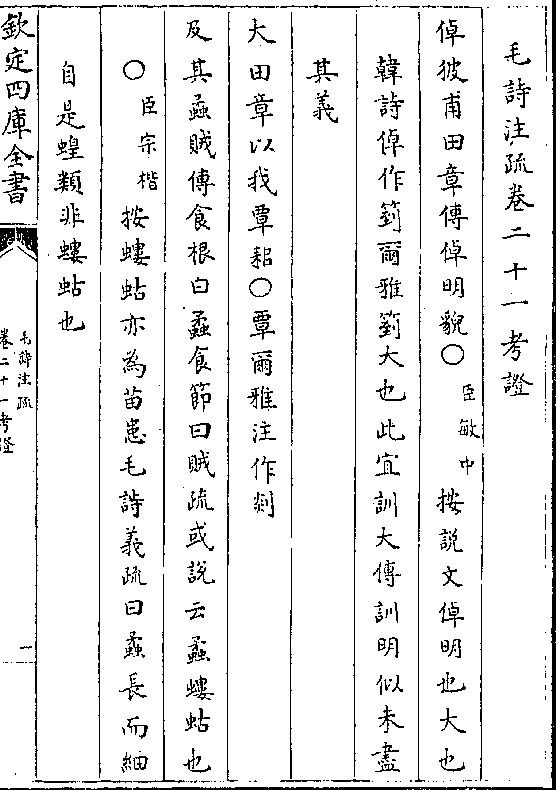 毛詩注疏卷二十一考證
倬彼甫田章傳倬明貌○臣敏中按説文倬明也大也
韓詩倬作菿爾雅菿大也此宜訓大傳訓明似未盡
其義
大田章以我覃耜○覃爾雅注作剡
及其蟊賊傳食根曰蟊食節曰賊疏或説云蟊螻蛄也
○臣宗楷按螻蛄亦為苗患毛詩義疏曰蟊長而細
自是蝗類非螻蛄也
欽定四庫全書
毛詩注疏
卷二十一考證
一